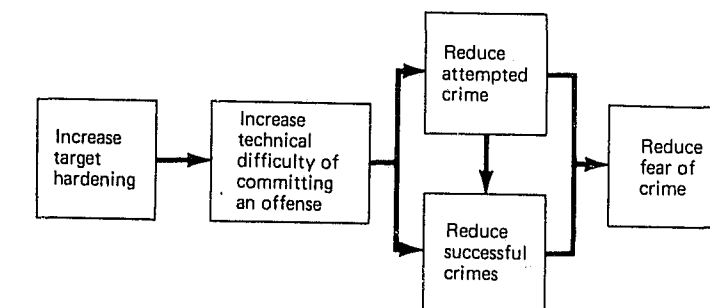 Increase
target
hardening
Increase
technical
difficulty of
committing
an offense
Reduce
attempted
crime
Reduce
successful
crimes
Reduce
fear of
crime